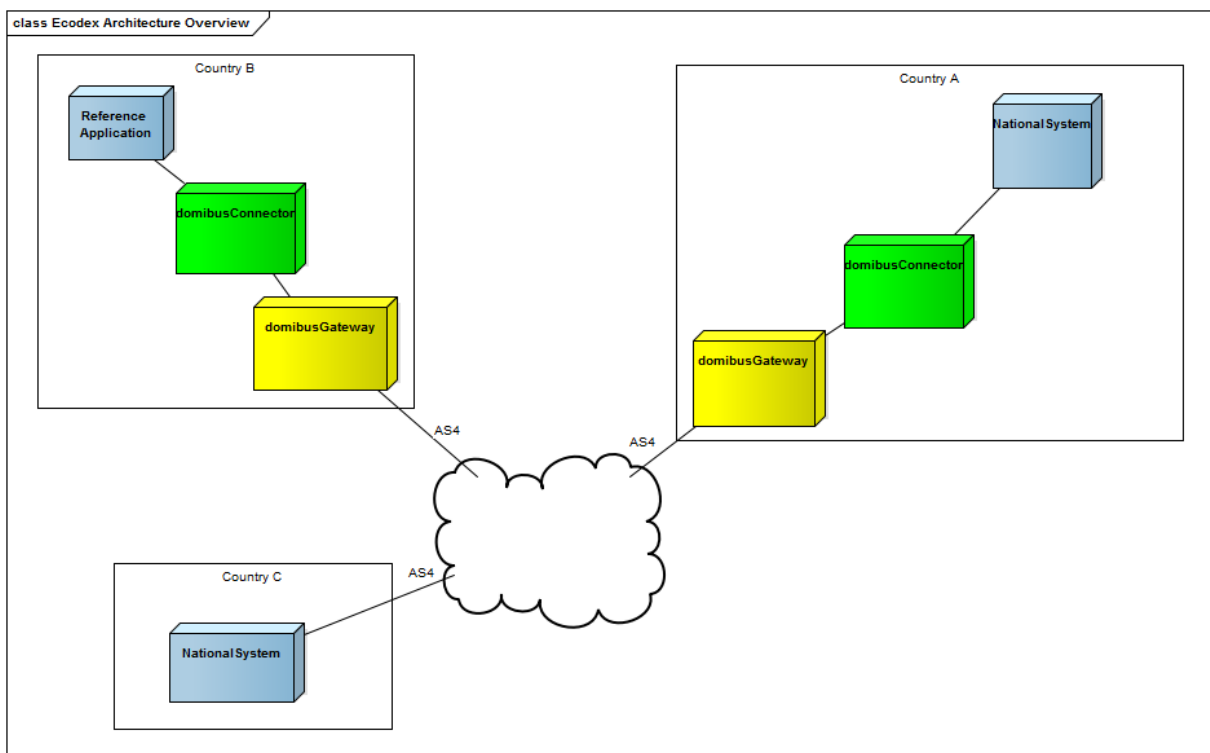 class Ecodex Architecture Overview
Country B
Reference
Application
domibusConnector
domibusGateway
AS4
Country A
NationalSystem
domibusConnector
domibusGateway
AS4
Country C
AS4
NationalSystem